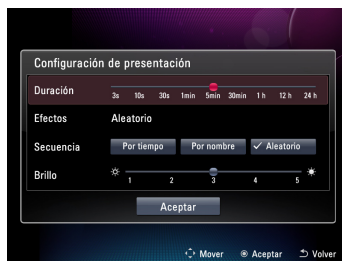 Configuración de presentación
Duración
3s 10s 30s 1min 5min 30min 1 h 12 h 24 h
Efectos Aleatorio
Secuencia Por tiempo Por nombre ✓ Aleatorio
Brillo 1 2 3 4 5
Aceptar
Mover Aceptar Volver